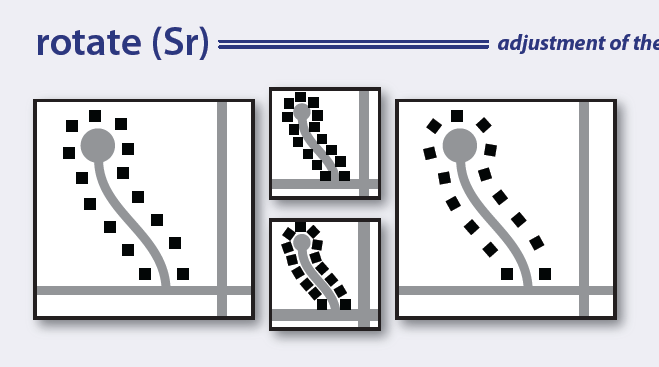 rotate (Sr)
adjustment of the